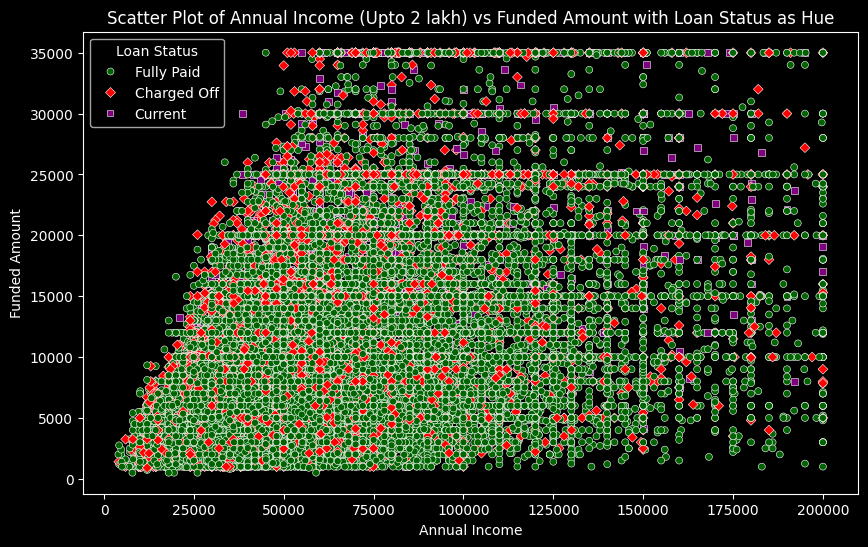 Scatter Plot of Annual Income (Upto 2 lakh) vs Funded Amount with Loan Status as Hue
Loan Status
Fully Paid
Charged Off
Current
Funded Amount
35000
30000
25000
20000
15000
10000
5000
0
0 25000 50000 75000 100000 125000 150000 175000 200000
Annual Income